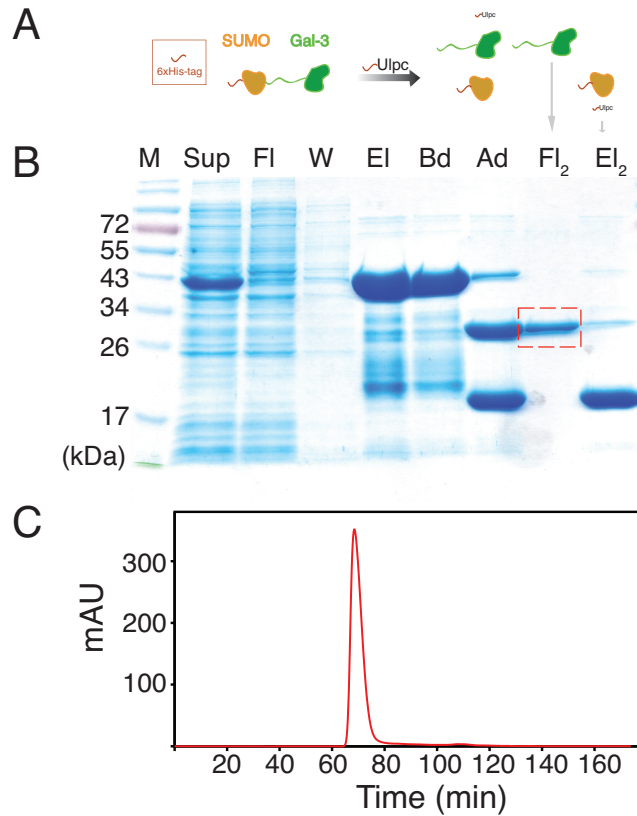 A
SUMO Gal-3
6xHis-tag
Ulpc
Ulpc
Ulpc
B
M Sup Fl W El Bd Ad Fl₂ El₂
72
55
43
34
26
17
(kDa)
C
mAU
300
200
100
20 40 60 80 100 120 140 160
Time (min)